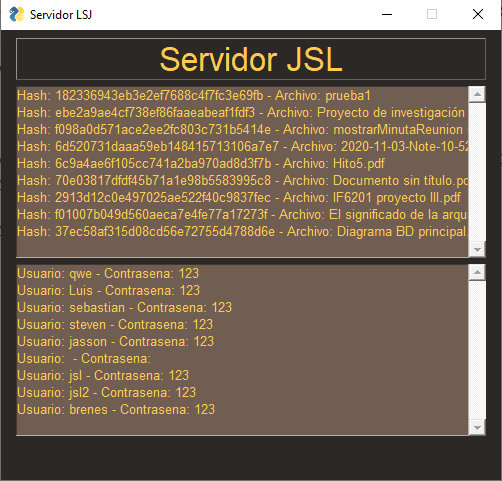 Servidor LSJ
Servidor JSL
Hash: 182336943eb3e2ef7688c4f7fc3e69fb - Archivo: prueba1
Hash: ebe2a9ae4cf738ef86faaeabeaf1fdf3 - Archivo: Proyecto de investigación
Hash: f098a0d571ace2ee2fc803c731b5414e - Archivo: mostrarMinutaReunion
Hash: 6d520731daaa59eb148415713106a7e7 - Archivo: 2020-11-03-Note-10-52
Hash: 6c9a4ae6f105cc741a2ba970ad8d3f7b - Archivo: Hito5.pdf
Hash: 70e03817dfdf45b71a1e98b5583995c8 - Archivo: Documento sin título.pd
Hash: 2913d12c0e497025ae522f40c9837fec - Archivo: IF6201 proyecto III.pdf
Hash: f01007b049d560aeca7e4fe77a17273f - Archivo: El significado de la arqu
Hash: 37ec58af315d08cd56e72755d4788d6e - Archivo: Diagrama BD principal.
Usuario: qwe - Contrasena: 123
Usuario: Luis - Contrasena: 123
Usuario: sebastian - Contrasena: 123
Usuario: steven - Contrasena: 123
Usuario: jasson - Contrasena: 123
Usuario:  - Contrasena:
Usuario: jsl - Contrasena: 123
Usuario: jsl2 - Contrasena: 123
Usuario: brenes - Contrasena: 123